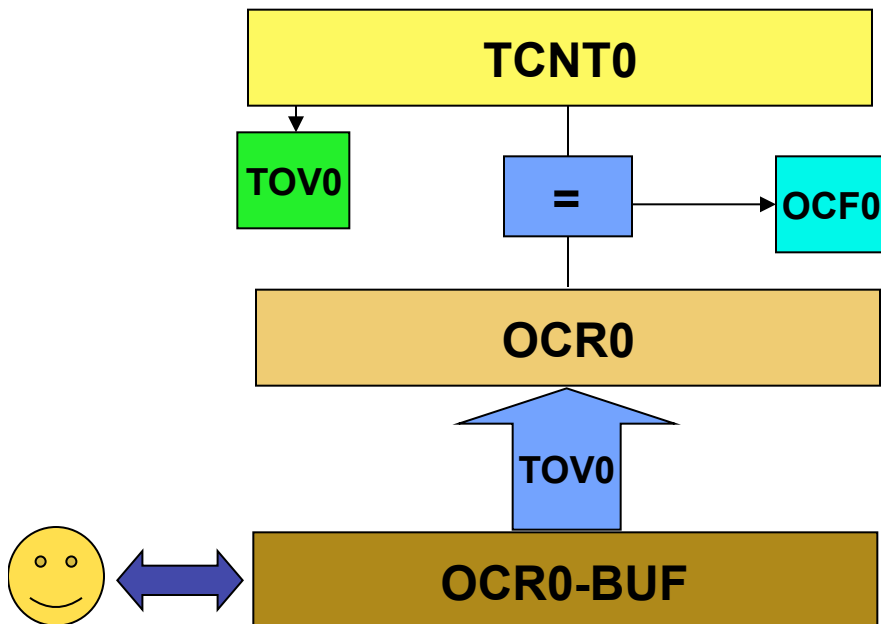 TCNT0
TOV0
=
OCF0
OCR0
TOV0
OCR0-BUF